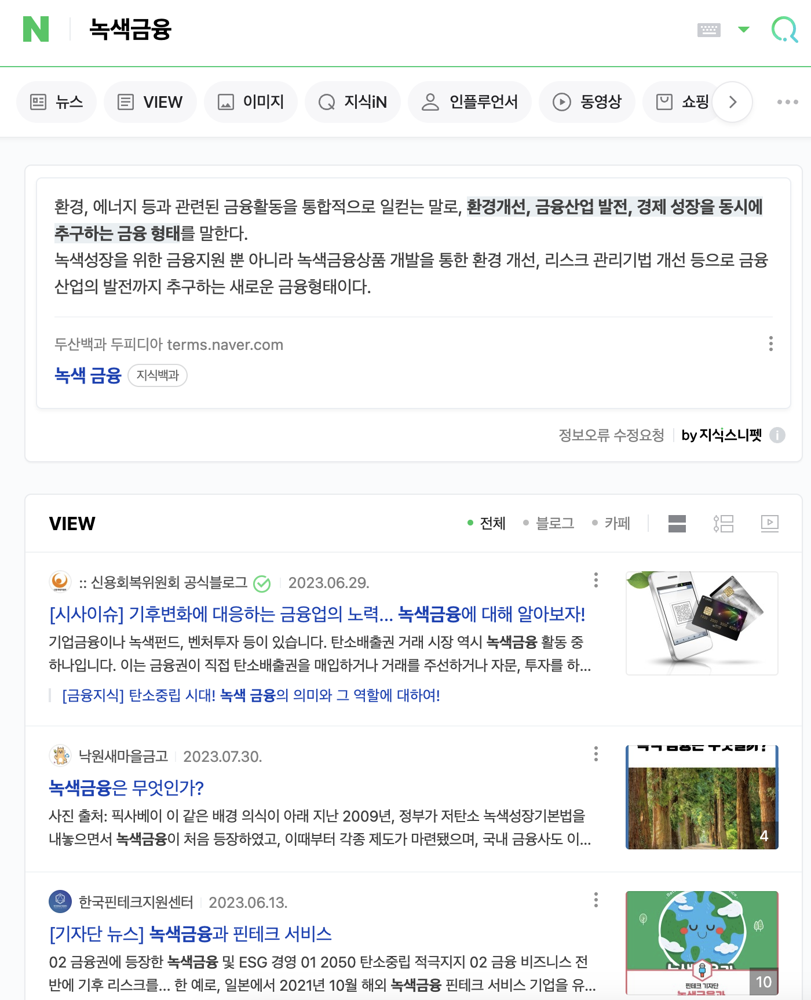 녹색금융
뉴스 VIEW 이미지 지식iN 인플루언서 동영상 쇼핑
환경, 에너지 등과 관련된 금융활동을 통합적으로 일컫는 말로, 환경개선, 금융산업 발전, 경제 성장을 동시에
추구하는 금융 형태를 말한다.
녹색성장을 위한 금융지원 뿐 아니라 녹색금융상품 개발을 통한 환경 개선, 리스크 관리기법 개선 등으로 금융
산업의 발전까지 추구하는 새로운 금융형태이다.
두산백과 두피디아 terms.naver.com
녹색 금융 지식백과
정보오류 수정요청 by 지식스니펫
VIEW 전체 블로그 카페
:: 신용회복위원회 공식블로그 2023.06.29.
[시사이슈] 기후변화에 대응하는 금융업의 노력... 녹색금융에 대해 알아보자!
기업금융이나 녹색펀드, 벤처투자 등이 있습니다. 탄소배출권 거래 시장 역시 녹색금융 활동 중
하나입니다. 이는 금융권이 직접 탄소배출권을 매입하거나 거래를 주선하거나 자문, 투자를 하...
[금융지식] 탄소중립 시대! 녹색 금융의 의미와 그 역할에 대하여!
낙원새마을금고 2023.07.30.
녹색금융은 무엇인가?
사진 출처: 픽사베이 이 같은 배경 의식이 아래 지난 2009년, 정부가 저탄소 녹색성장기본법을
내놓으면서 녹색금융이 처음 등장하였고, 이때부터 각종 제도가 마련됐으며, 국내 금융사도 이...
4
한국핀테크지원센터 2023.06.13.
[기자단 뉴스] 녹색금융과 핀테크 서비스
02 금융권에 등장한 녹색금융 및 ESG 경영 01 2050 탄소중립 적극지지 02 금융 비즈니스 전
반에 기후 리스크를... 한 예로, 일본에서 2021년 10월 해외 녹색금융 핀테크 서비스 기업을 유...
핀테크 기자단
10